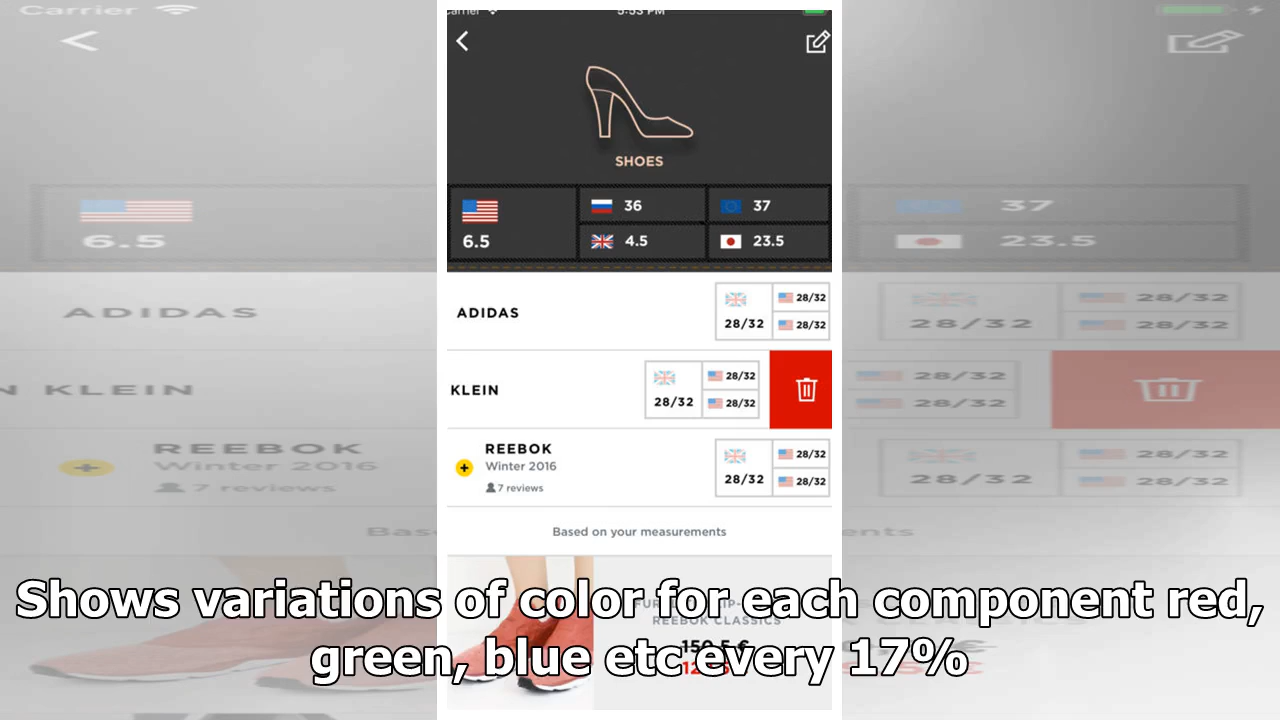 Carrier
5:53 PM
SHOES
6.5
36
37
4.5
23.5
ADIDAS
28/32
28/32
28/32
KLEIN
28/32
28/32
28/32
REEBOK
Winter 2016
7 reviews
28/32
28/32
28/32
Based on your measurements
REEBOK CLASSICS
Shows variations of color for each component red,
green, blue etc every 17%